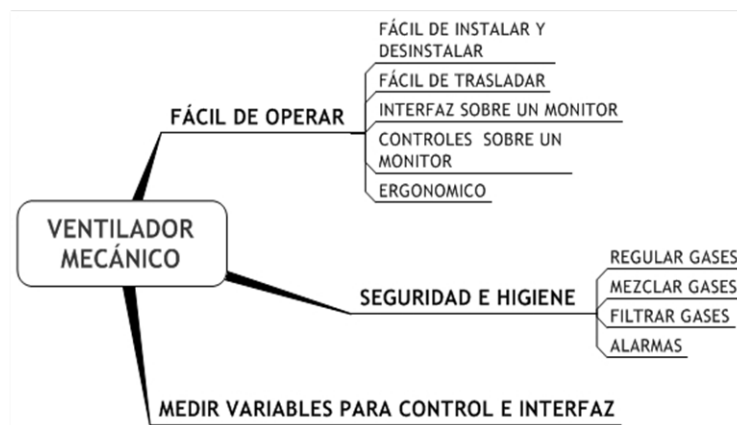 FÁCIL DE INSTALAR Y
DESINSTALAR
FÁCIL DE TRASLADAR
FÁCIL DE OPERAR
INTERFAZ SOBRE UN MONITOR
CONTROLES SOBRE UN
MONITOR
ERGONOMICO
VENTILADOR
MECÁNICO
SEGURIDAD E HIGIENE
REGULAR GASES
MEZCLAR GASES
FILTRAR GASES
ALARMAS
MEDIR VARIABLES PARA CONTROL E INTERFAZ